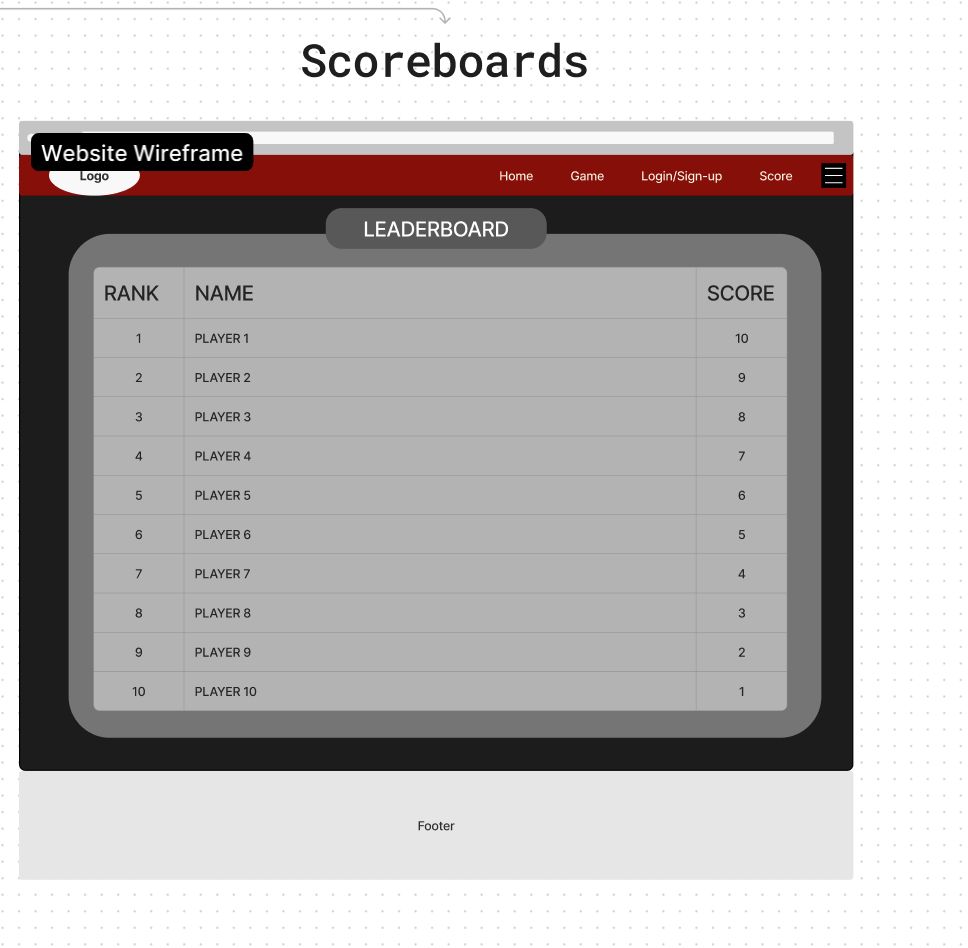 Scoreboards
Website Wireframe
Logo
Home Game Login/Sign-up Score
LEADERBOARD
RANK NAME SCORE
1 PLAYER 1 10
2 PLAYER 2 9
3 PLAYER 3 8
4 PLAYER 4 7
5 PLAYER 5 6
6 PLAYER 6 5
7 PLAYER 7 4
8 PLAYER 8 3
9 PLAYER 9 2
10 PLAYER 10 1
Footer